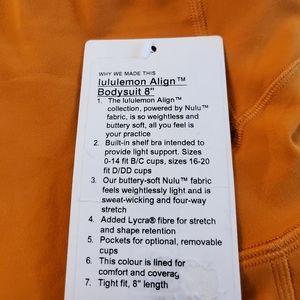 WHY WE MADE THIS
lululemon Align™
Bodysuit 8"
1. The lululemon Align™
collection, powered by Nulu™
fabric, is so weightless and
buttery soft, all you feel is
your practice
2. Built-in shelf bra intended to
provide light support. Sizes
0-14 fit B/C cups, sizes 16-20
fit D/DD cups
3. Our buttery-soft Nulu™ fabric
feels weightlessly light and is
sweat-wicking and four-way
stretch
4. Added Lycra® fibre for stretch
and shape retention
5. Pockets for optional, removable
cups
6. This colour is lined for
comfort and coverag
7. Tight fit, 8" length